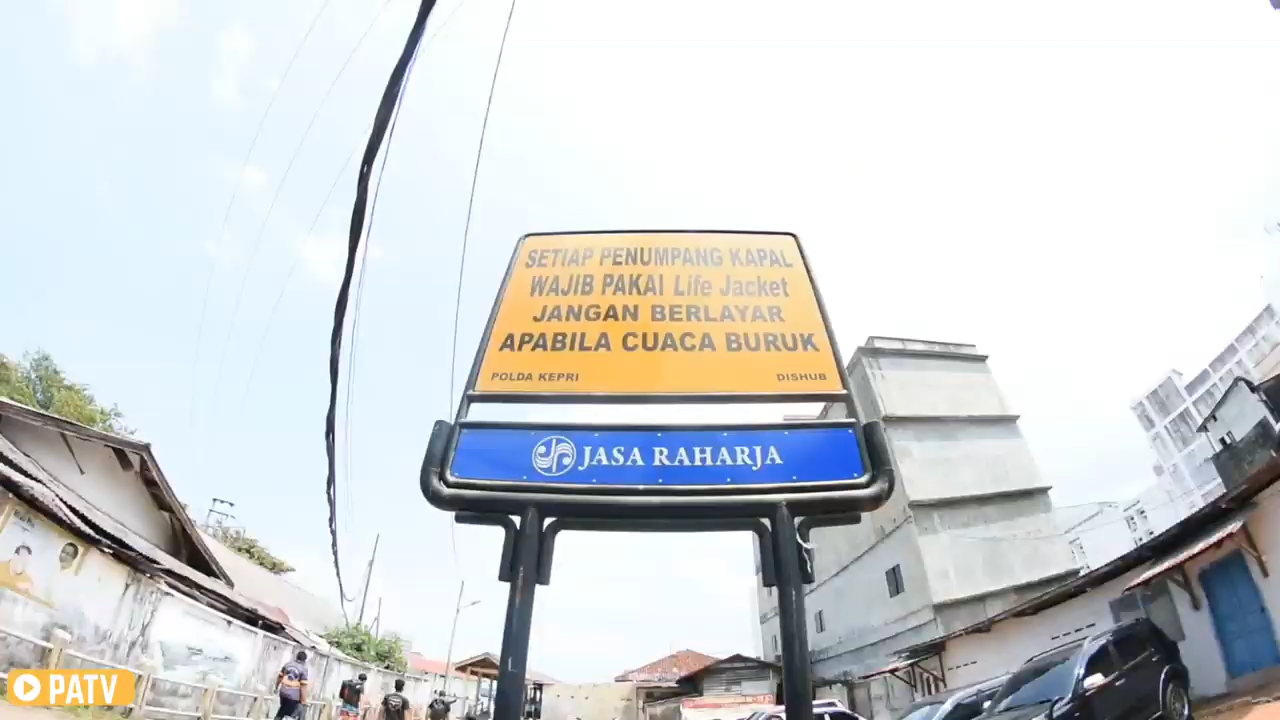 SETIAP PENUMPANG KAPAL
WAJIB PAKAI Life Jacket
JANGAN BERLAYAR
APABILA CUACA BURUK
POLDA KEPRI DISHUB
JASA RAHARJA
PATV